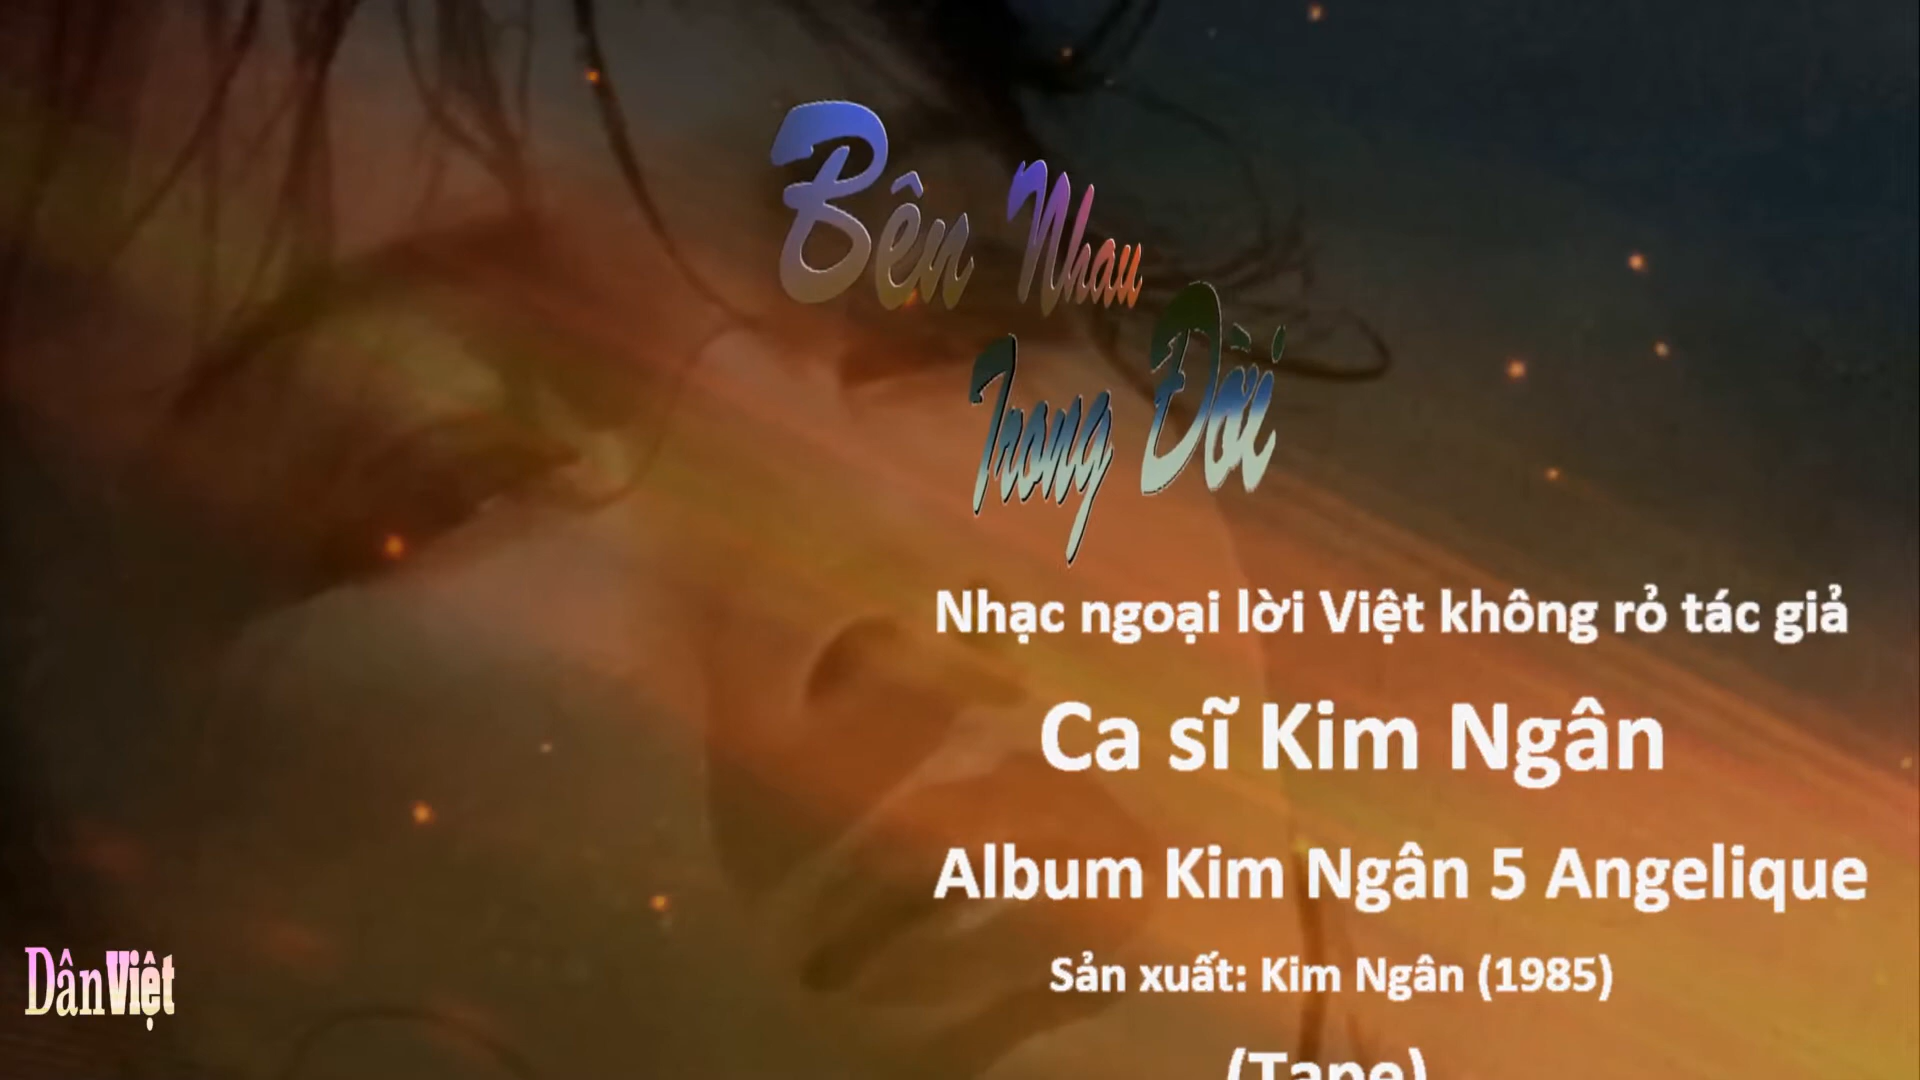 Bên Nhau
Trong Đời
Nhạc ngoại lời Việt không rỏ tác giả
Ca sĩ Kim Ngân
Album Kim Ngân 5 Angelique
Sản xuất: Kim Ngân (1985)
(Tape)
DânViệt